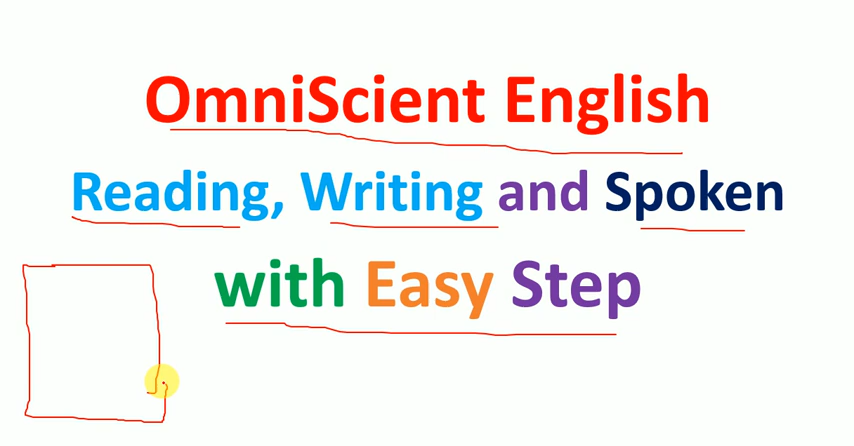 OmniScient English
Reading, Writing and Spoken
with Easy Step